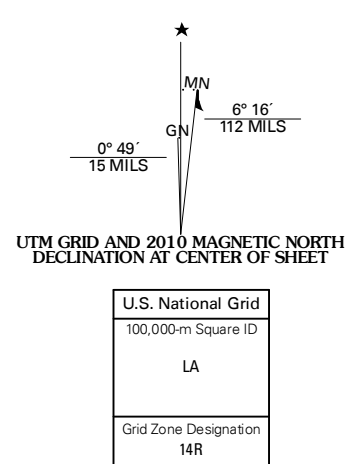 MN
6° 16´
112 MILS
GN
0° 49´
15 MILS
UTM GRID AND 2010 MAGNETIC NORTH
DECLINATION AT CENTER OF SHEET
U.S. National Grid
100,000-m Square ID
LA
Grid Zone Designation
14R